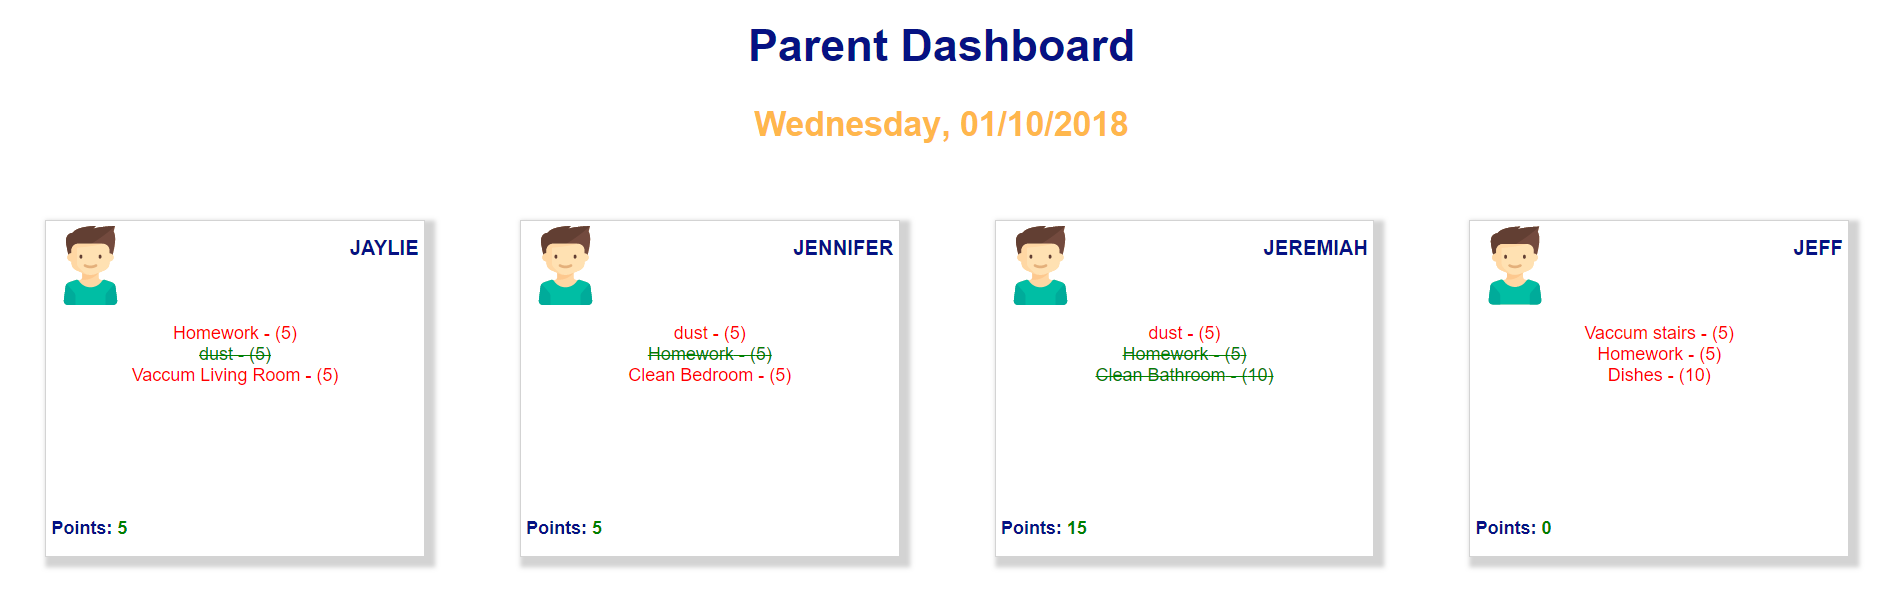 Parent Dashboard
Wednesday, 01/10/2018
JAYLIE
Homework - (5)
dust - (5)
Vaccum Living Room - (5)
Points: 5
JENNIFER
dust - (5)
Homework - (5)
Clean Bedroom - (5)
Points: 5
JEREMIAH
dust - (5)
Homework - (5)
Clean Bathroom - (10)
Points: 15
JEFF
Vaccum stairs - (5)
Homework - (5)
Dishes - (10)
Points: 0